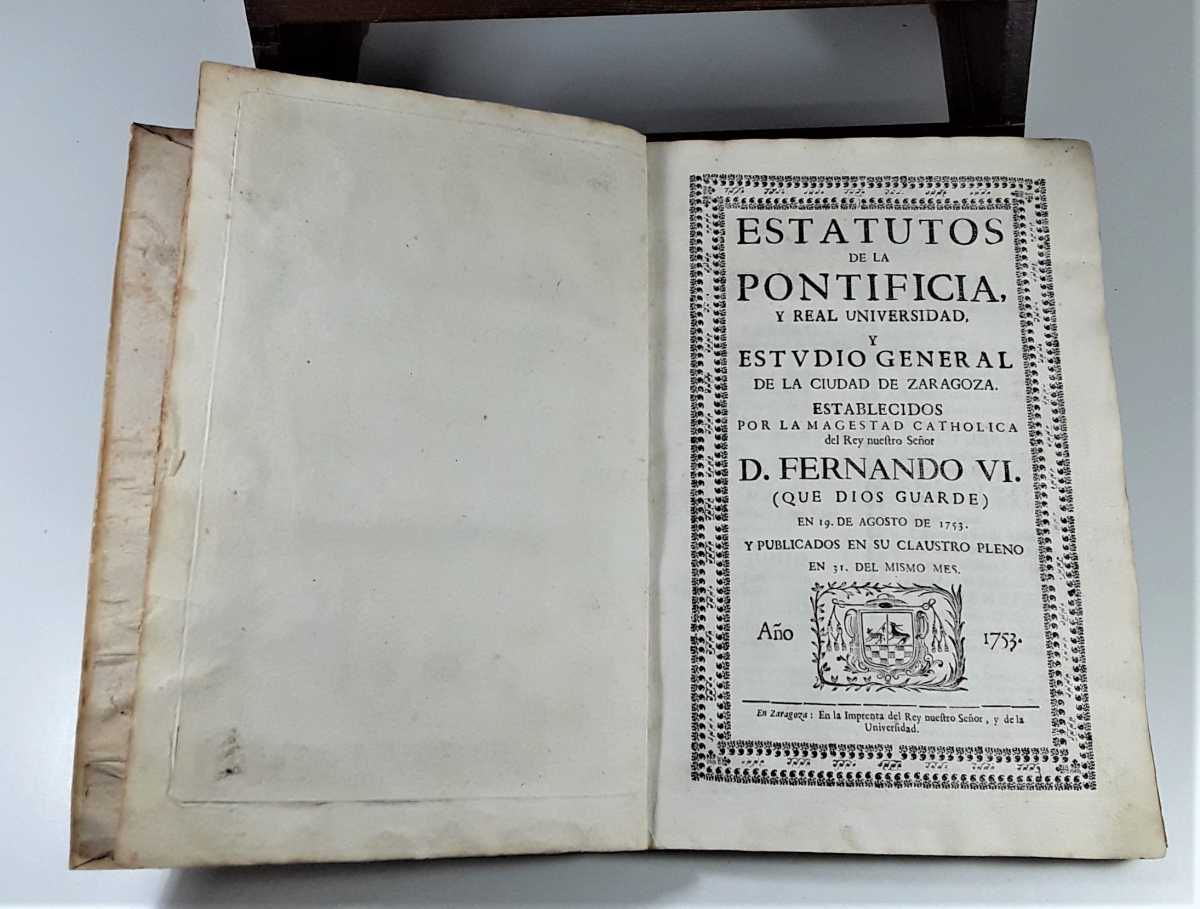 ESTATUTOS
DE LA
PONTIFICIA,
Y REAL UNIVERSIDAD,
Y
ESTVDIO GENERAL
DE LA CIUDAD DE ZARAGOZA.
ESTABLECIDOS
POR LA MAGESTAD CATHOLICA
del Rey nueſtro Señor
D. FERNANDO VI.
(QUE DIOS GUARDE)
EN 19. DE AGOSTO DE 1753.
Y PUBLICADOS EN SU CLAUSTRO PLENO
EN 31. DEL MISMO MES.
Año 1753.
En Zaragoza: En la Imprenta del Rey nueſtro Señor, y de la
Univerſidad.